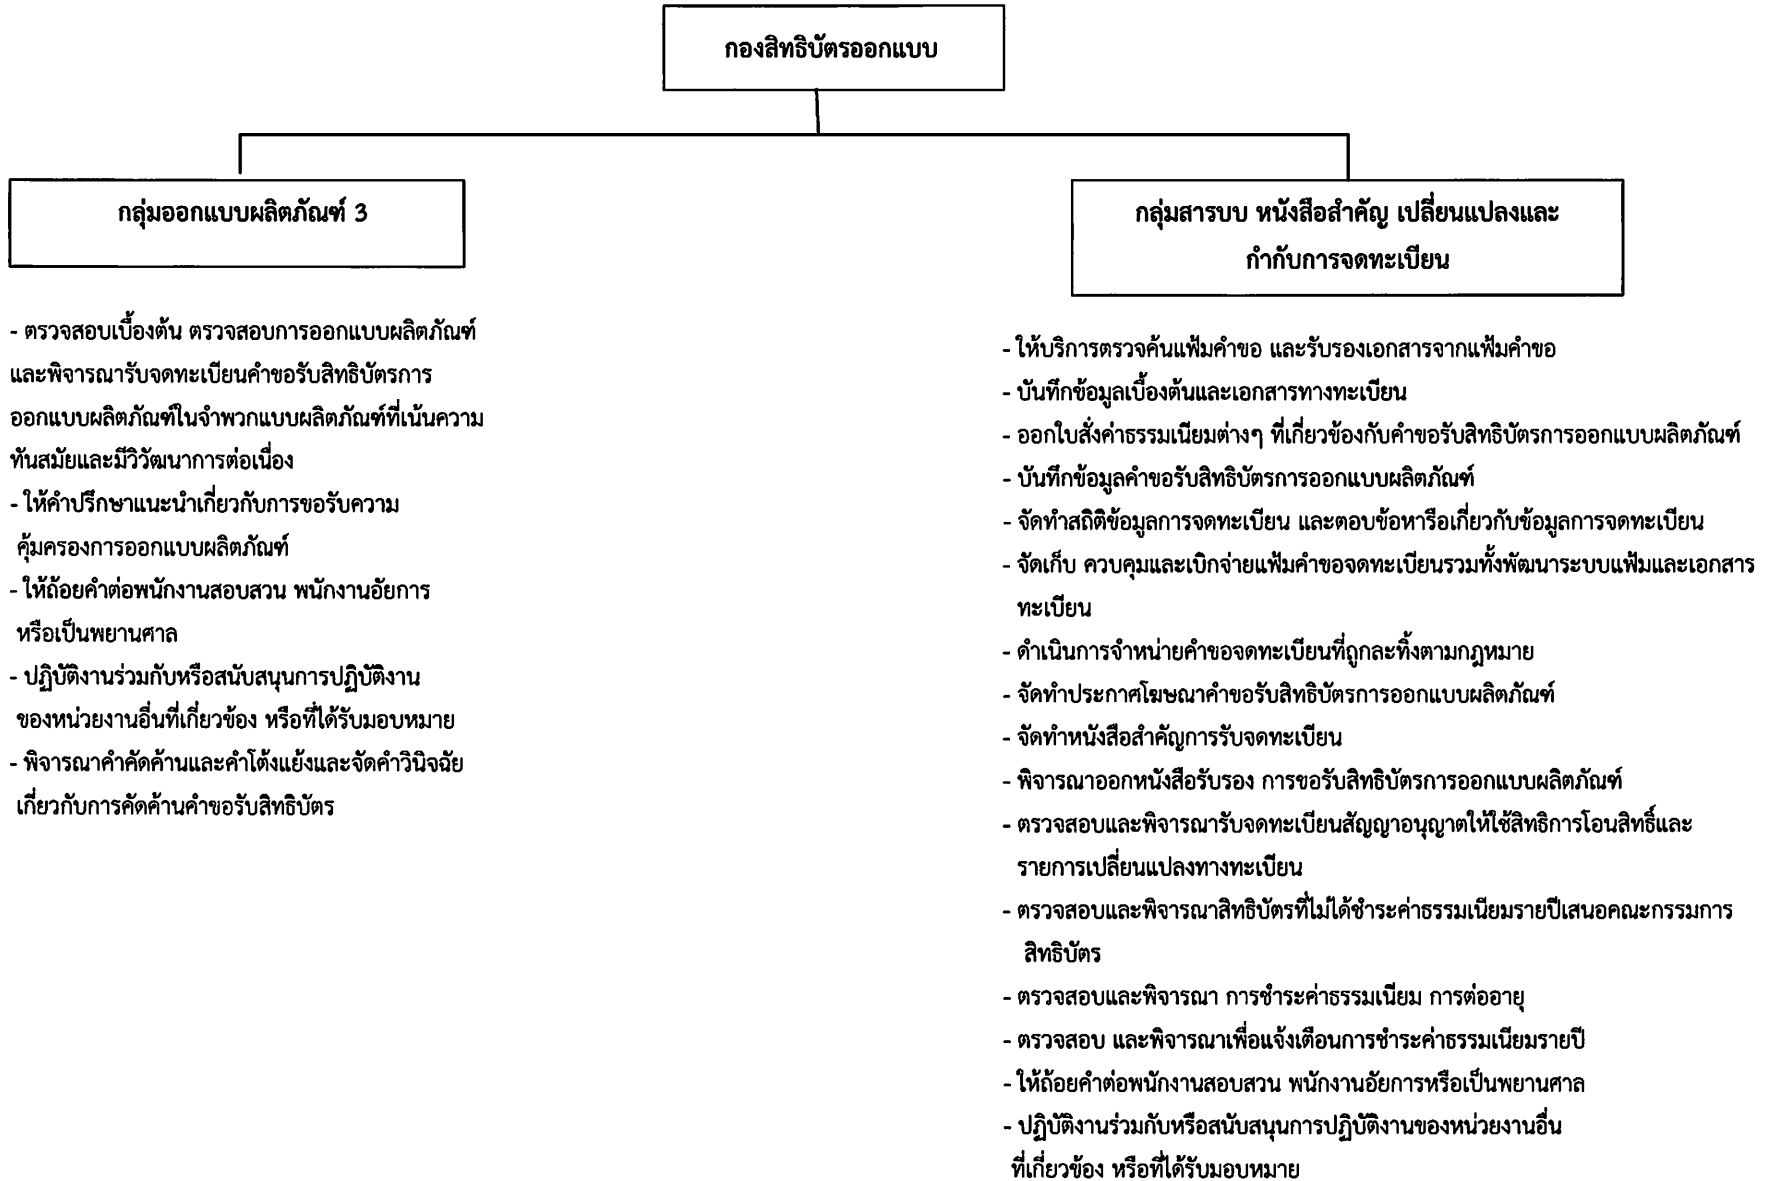 กองสิทธิบัตรออกแบบ
กลุ่มออกแบบผลิตภัณฑ์ 3
- ตรวจสอบเบื้องต้น ตรวจสอบการออกแบบผลิตภัณฑ์
และพิจารณารับจดทะเบียนคำขอรับสิทธิบัตรการ
ออกแบบผลิตภัณฑ์ในจำพวกแบบผลิตภัณฑ์ที่เน้นความ
ทันสมัยและมีวิวัฒนาการต่อเนื่อง
- ให้คำปรึกษาแนะนำเกี่ยวกับการขอรับความ
คุ้มครองการออกแบบผลิตภัณฑ์
- ให้ถ้อยคำต่อพนักงานสอบสวน พนักงานอัยการ
หรือเป็นพยานศาล
- ปฏิบัติงานร่วมกับหรือสนับสนุนการปฏิบัติงาน
ของหน่วยงานอื่นที่เกี่ยวข้อง หรือที่ได้รับมอบหมาย
- พิจารณาคำคัดค้านและคำโต้งแย้งและจัดคำวินิจฉัย
เกี่ยวกับการคัดค้านคำขอรับสิทธิบัตร
กลุ่มสารบบ หนังสือสำคัญ เปลี่ยนแปลงและ
กำกับการจดทะเบียน
- ให้บริการตรวจค้นแฟ้มคำขอ และรับรองเอกสารจากแฟ้มคำขอ
- บันทึกข้อมูลเบื้องต้นและเอกสารทางทะเบียน
- ออกใบสั่งค่าธรรมเนียมต่างๆ ที่เกี่ยวข้องกับคำขอรับสิทธิบัตรการออกแบบผลิตภัณฑ์
- บันทึกข้อมูลคำขอรับสิทธิบัตรการออกแบบผลิตภัณฑ์
- จัดทำสถิติข้อมูลการจดทะเบียน และตอบข้อหารือเกี่ยวกับข้อมูลการจดทะเบียน
- จัดเก็บ ควบคุมและเบิกจ่ายแฟ้มคำขอจดทะเบียนรวมทั้งพัฒนาระบบแฟ้มและเอกสาร
ทะเบียน
- ดำเนินการจำหน่ายคำขอจดทะเบียนที่ถูกละทิ้งตามกฎหมาย
- จัดทำประกาศโฆษณาคำขอรับสิทธิบัตรการออกแบบผลิตภัณฑ์
- จัดทำหนังสือสำคัญการรับจดทะเบียน
- พิจารณาออกหนังสือรับรอง การขอรับสิทธิบัตรการออกแบบผลิตภัณฑ์
- ตรวจสอบและพิจารณารับจดทะเบียนสัญญาอนุญาตให้ใช้สิทธิการโอนสิทธิ์และ
รายการเปลี่ยนแปลงทางทะเบียน
- ตรวจสอบและพิจารณาสิทธิบัตรที่ไม่ได้ชำระค่าธรรมเนียมรายปีเสนอคณะกรรมการ
สิทธิบัตร
- ตรวจสอบและพิจารณา การชำระค่าธรรมเนียม การต่ออายุ
- ตรวจสอบ และพิจารณาเพื่อแจ้งเตือนการชำระค่าธรรมเนียมรายปี
- ให้ถ้อยคำต่อพนักงานสอบสวน พนักงานอัยการหรือเป็นพยานศาล
- ปฏิบัติงานร่วมกับหรือสนับสนุนการปฏิบัติงานของหน่วยงานอื่น
ที่เกี่ยวข้อง หรือที่ได้รับมอบหมาย